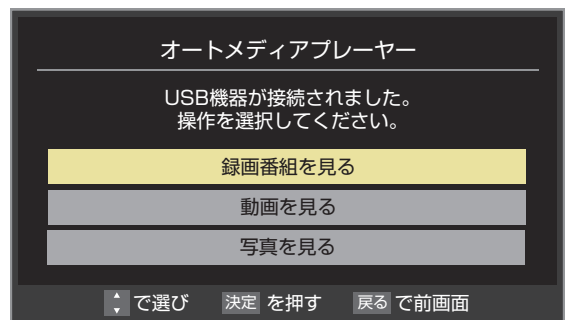 オートメディアプレーヤー
USB機器が接続されました。
操作を選択してください。
録画番組を見る
動画を見る
写真を見る
で選び 決定 を押す 戻る で前画面